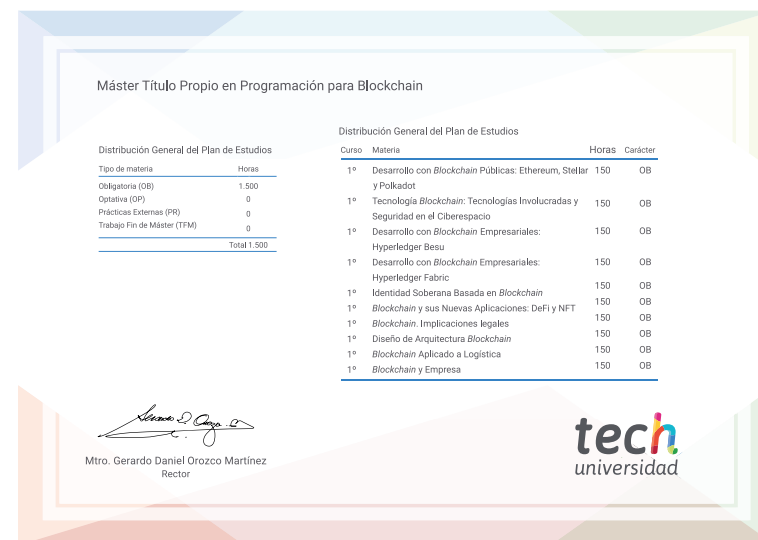 Máster Título Propio en Programación para Blockchain
Distribución General del Plan de Estudios
Tipo de materia Horas
Obligatoria (OB) 1.500
Optativa (OP) 0
Prácticas Externas (PR) 0
Trabajo Fin de Máster (TFM) 0
Total 1.500
Distribución General del Plan de Estudios
Curso Materia Horas Carácter
1º Desarrollo con Blockchain Públicas: Ethereum, Stellar 150 OB
y Polkadot
1º Tecnología Blockchain: Tecnologías Involucradas y 150 OB
Seguridad en el Ciberespacio
1º Desarrollo con Blockchain Empresariales: 150 OB
Hyperledger Besu
1º Desarrollo con Blockchain Empresariales: 150 OB
Hyperledger Fabric
1º Identidad Soberana Basada en Blockchain 150 OB
1º Blockchain y sus Nuevas Aplicaciones: DeFi y NFT 150 OB
1º Blockchain. Implicaciones legales 150 OB
1º Diseño de Arquitectura Blockchain 150 OB
1º Blockchain Aplicado a Logística 150 OB
1º Blockchain y Empresa 150 OB
Mtro. Gerardo Daniel Orozco Martínez
Rector
tech
universidad